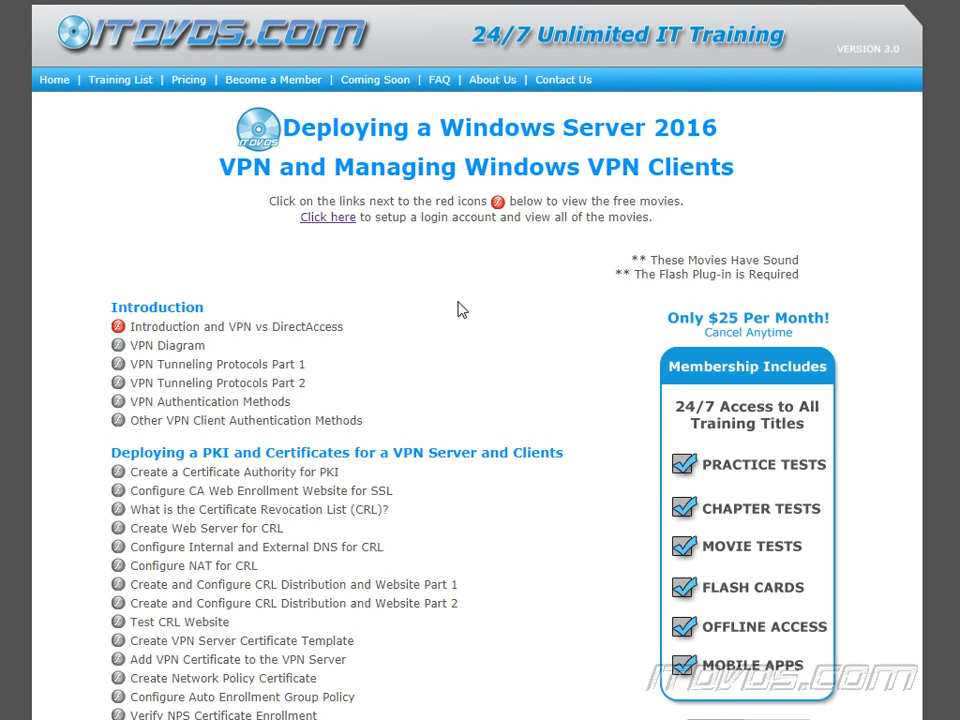 ITDVDS.COM
24/7 Unlimited IT Training
VERSION 3.0
Home | Training List | Pricing | Become a Member | Coming Soon | FAQ | About Us | Contact Us
ITDVDS
Deploying a Windows Server 2016
VPN and Managing Windows VPN Clients
Click on the links next to the red icons below to view the free movies.
Click here to setup a login account and view all of the movies.
** These Movies Have Sound
** The Flash Plug-in is Required
Introduction
Introduction and VPN vs DirectAccess
VPN Diagram
VPN Tunneling Protocols Part 1
VPN Tunneling Protocols Part 2
VPN Authentication Methods
Other VPN Client Authentication Methods
Deploying a PKI and Certificates for a VPN Server and Clients
Create a Certificate Authority for PKI
Configure CA Web Enrollment Website for SSL
What is the Certificate Revocation List (CRL)?
Create Web Server for CRL
Configure Internal and External DNS for CRL
Configure NAT for CRL
Create and Configure CRL Distribution and Website Part 1
Create and Configure CRL Distribution and Website Part 2
Test CRL Website
Create VPN Server Certificate Template
Add VPN Certificate to the VPN Server
Create Network Policy Certificate
Configure Auto Enrollment Group Policy
Verify NPS Certificate Enrollment
Only $25 Per Month!
Cancel Anytime
Membership Includes
24/7 Access to All
Training Titles
PRACTICE TESTS
CHAPTER TESTS
MOVIE TESTS
FLASH CARDS
OFFLINE ACCESS
MOBILE APPS
ITDVDS.COM